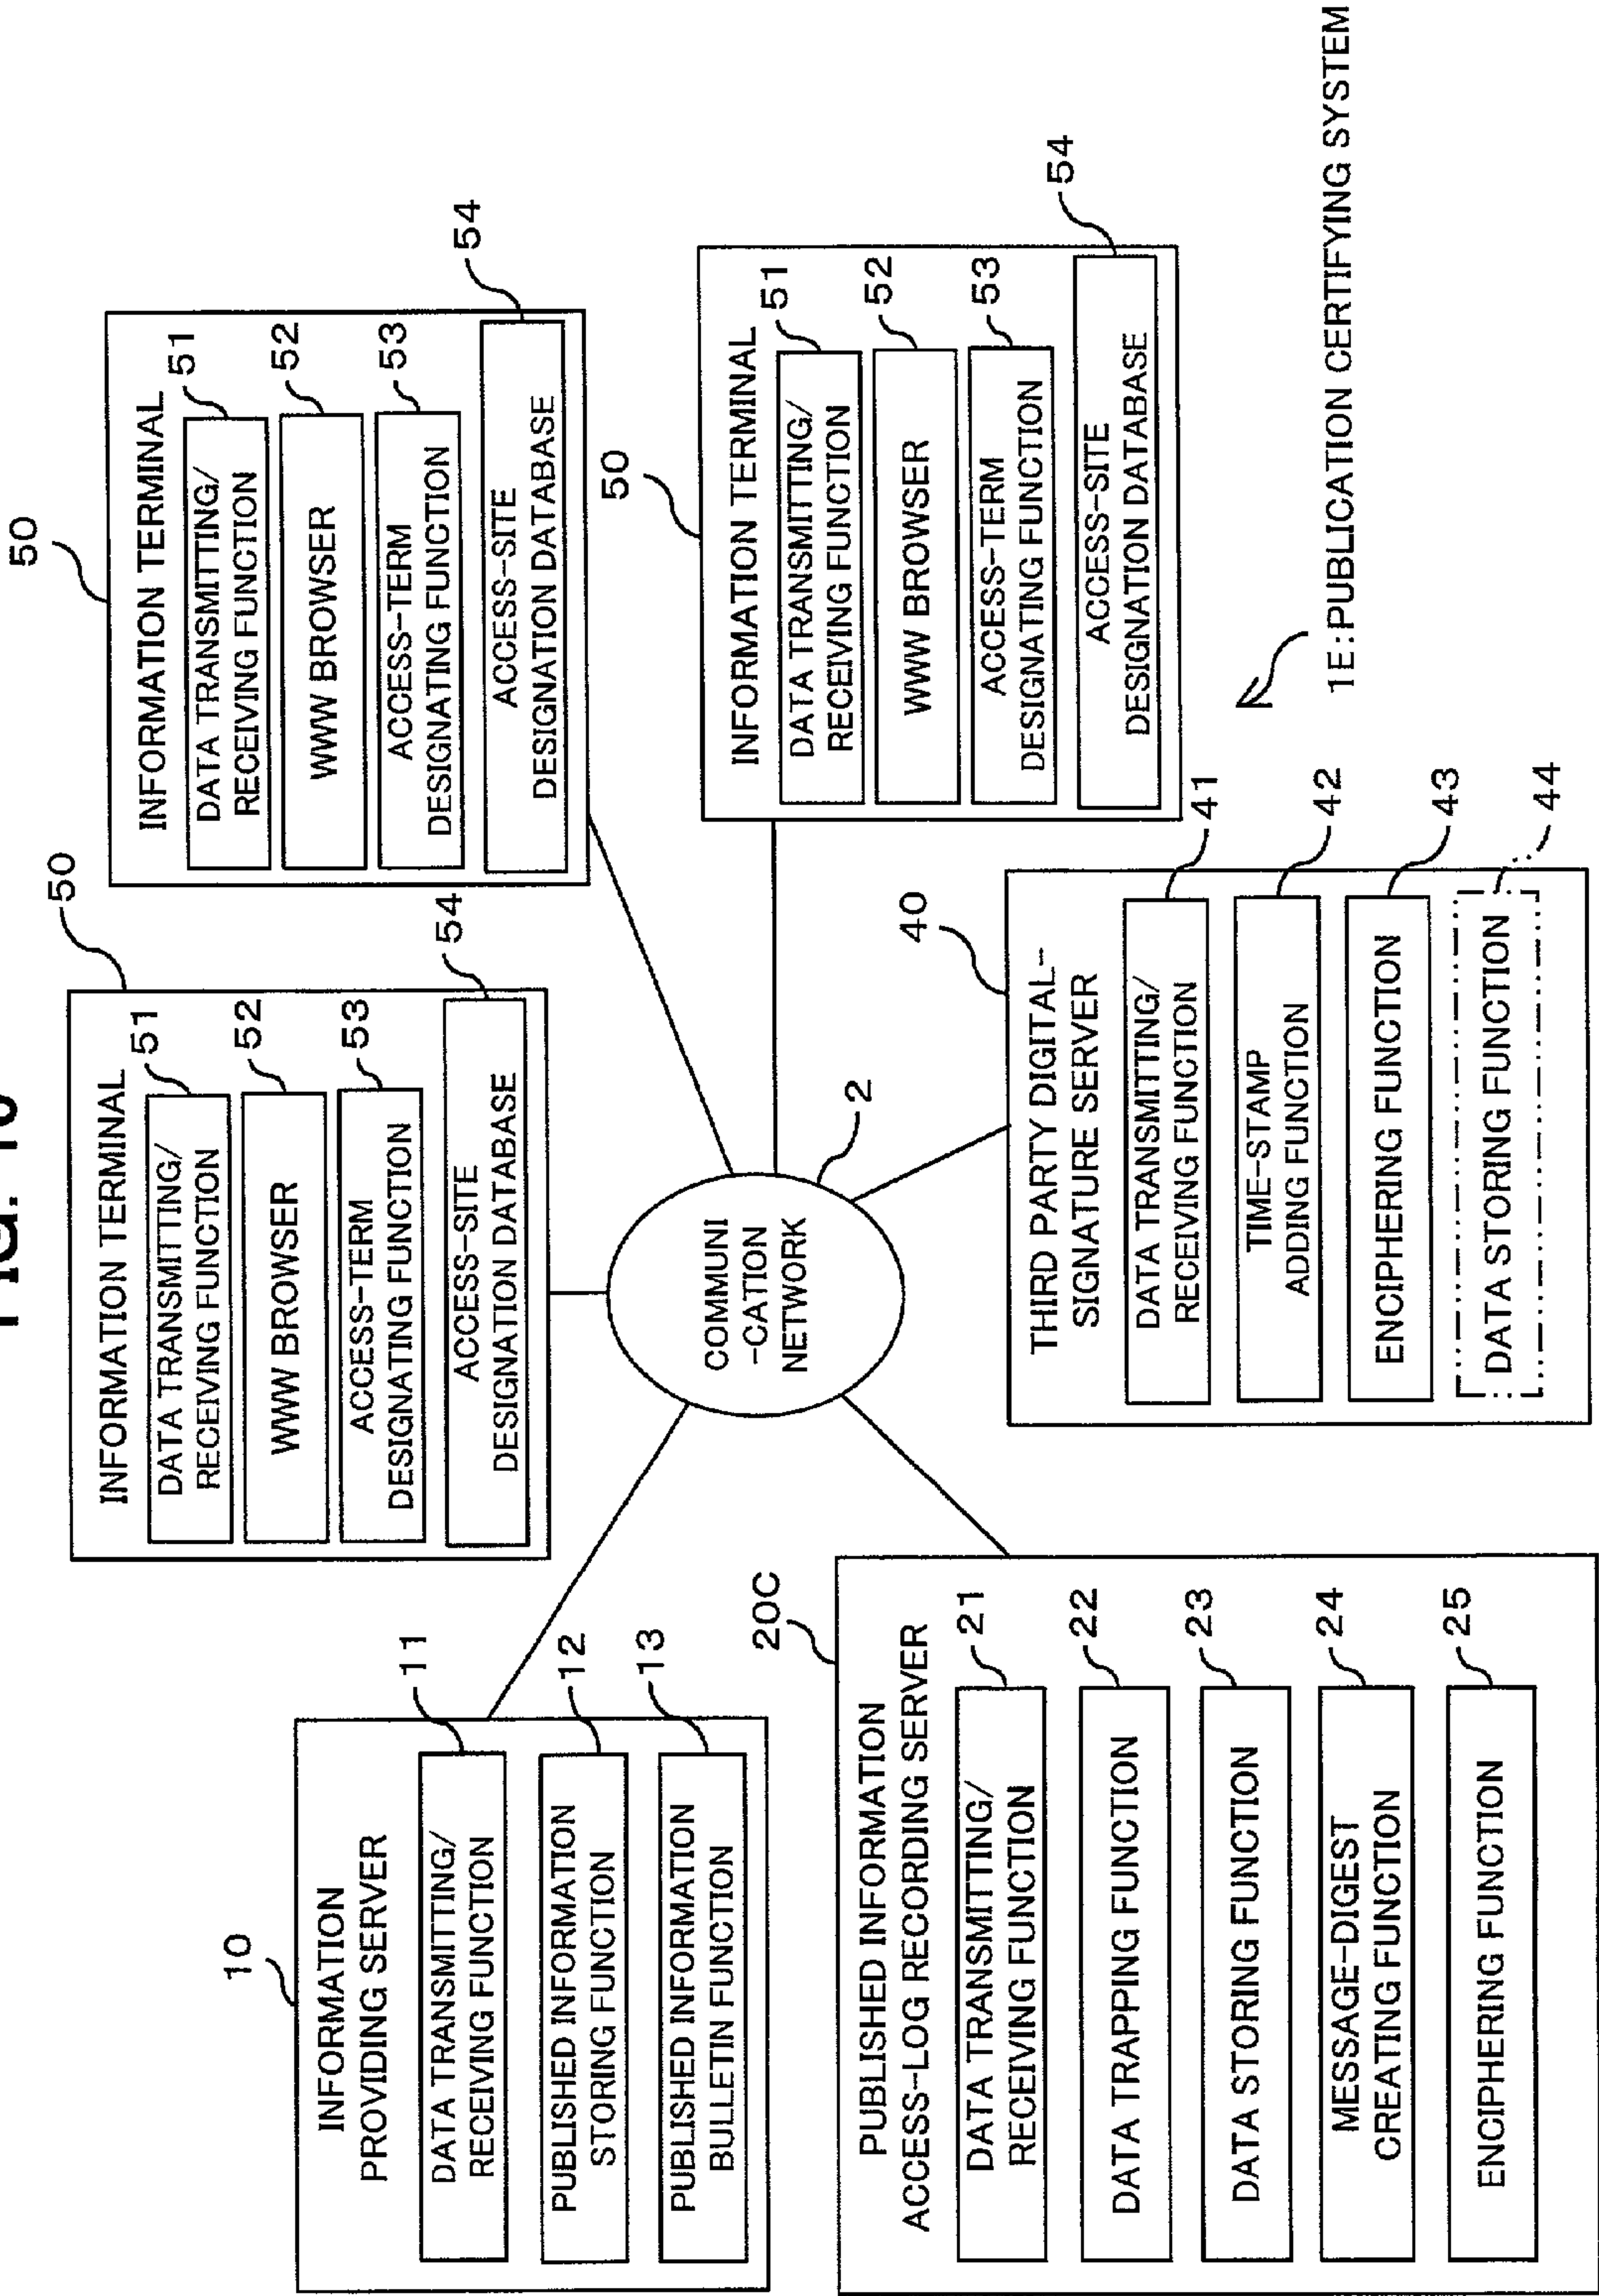 10
INFORMATION
PROVIDING SERVER
11
DATA TRANSMITTING/
RECEIVING FUNCTION
12
PUBLISHED INFORMATION
STORING FUNCTION
13
PUBLISHED INFORMATION
BULLETIN FUNCTION
50
INFORMATION TERMINAL
51
DATA TRANSMITTING/
RECEIVING FUNCTION
52
WWW BROWSER
53
ACCESS-TERM
DESIGNATING FUNCTION
54
ACCESS-SITE
DESIGNATION DATABASE
50
INFORMATION TERMINAL
51
DATA TRANSMITTING/
RECEIVING FUNCTION
52
WWW BROWSER
53
ACCESS-TERM
DESIGNATING FUNCTION
54
ACCESS-SITE
DESIGNATION DATABASE
50
INFORMATION TERMINAL
51
DATA TRANSMITTING/
RECEIVING FUNCTION
52
WWW BROWSER
53
ACCESS-TERM
DESIGNATING FUNCTION
54
ACCESS-SITE
DESIGNATION DATABASE
COMMUNI
-CATION
NETWORK
2
20C
PUBLISHED INFORMATION
ACCESS-LOG RECORDING SERVER
21
DATA TRANSMITTING/
RECEIVING FUNCTION
22
DATA TRAPPING FUNCTION
23
DATA STORING FUNCTION
24
MESSAGE-DIGEST
CREATING FUNCTION
25
ENCIPHERING FUNCTION
40
THIRD PARTY DIGITAL-
SIGNATURE SERVER
41
DATA TRANSMITTING/
RECEIVING FUNCTION
42
TIME-STAMP
ADDING FUNCTION
43
ENCIPHERING FUNCTION
44
DATA STORING FUNCTION
1E:PUBLICATION CERTIFYING SYSTEM